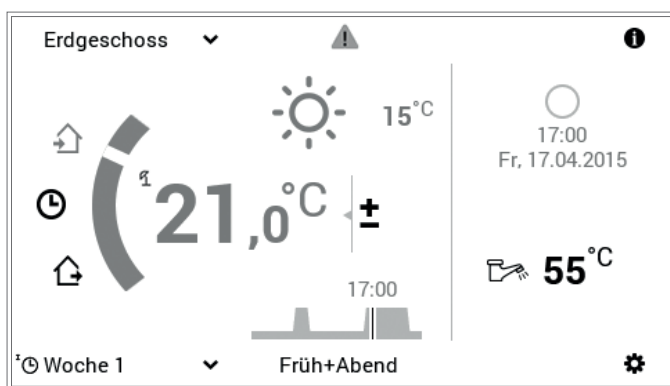 Erdgeschoss
15°C
17:00
Fr, 17.04.2015
21,0°C
±
55°C
17:00
Woche 1
Früh+Abend